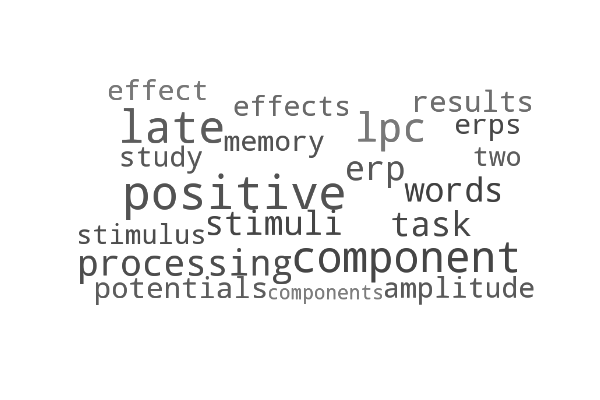 effect
effects
results
late
lpc
erps
memory
study
two
erp
positive
words
stimuli
task
stimulus
processing
component
potentials
components
amplitude